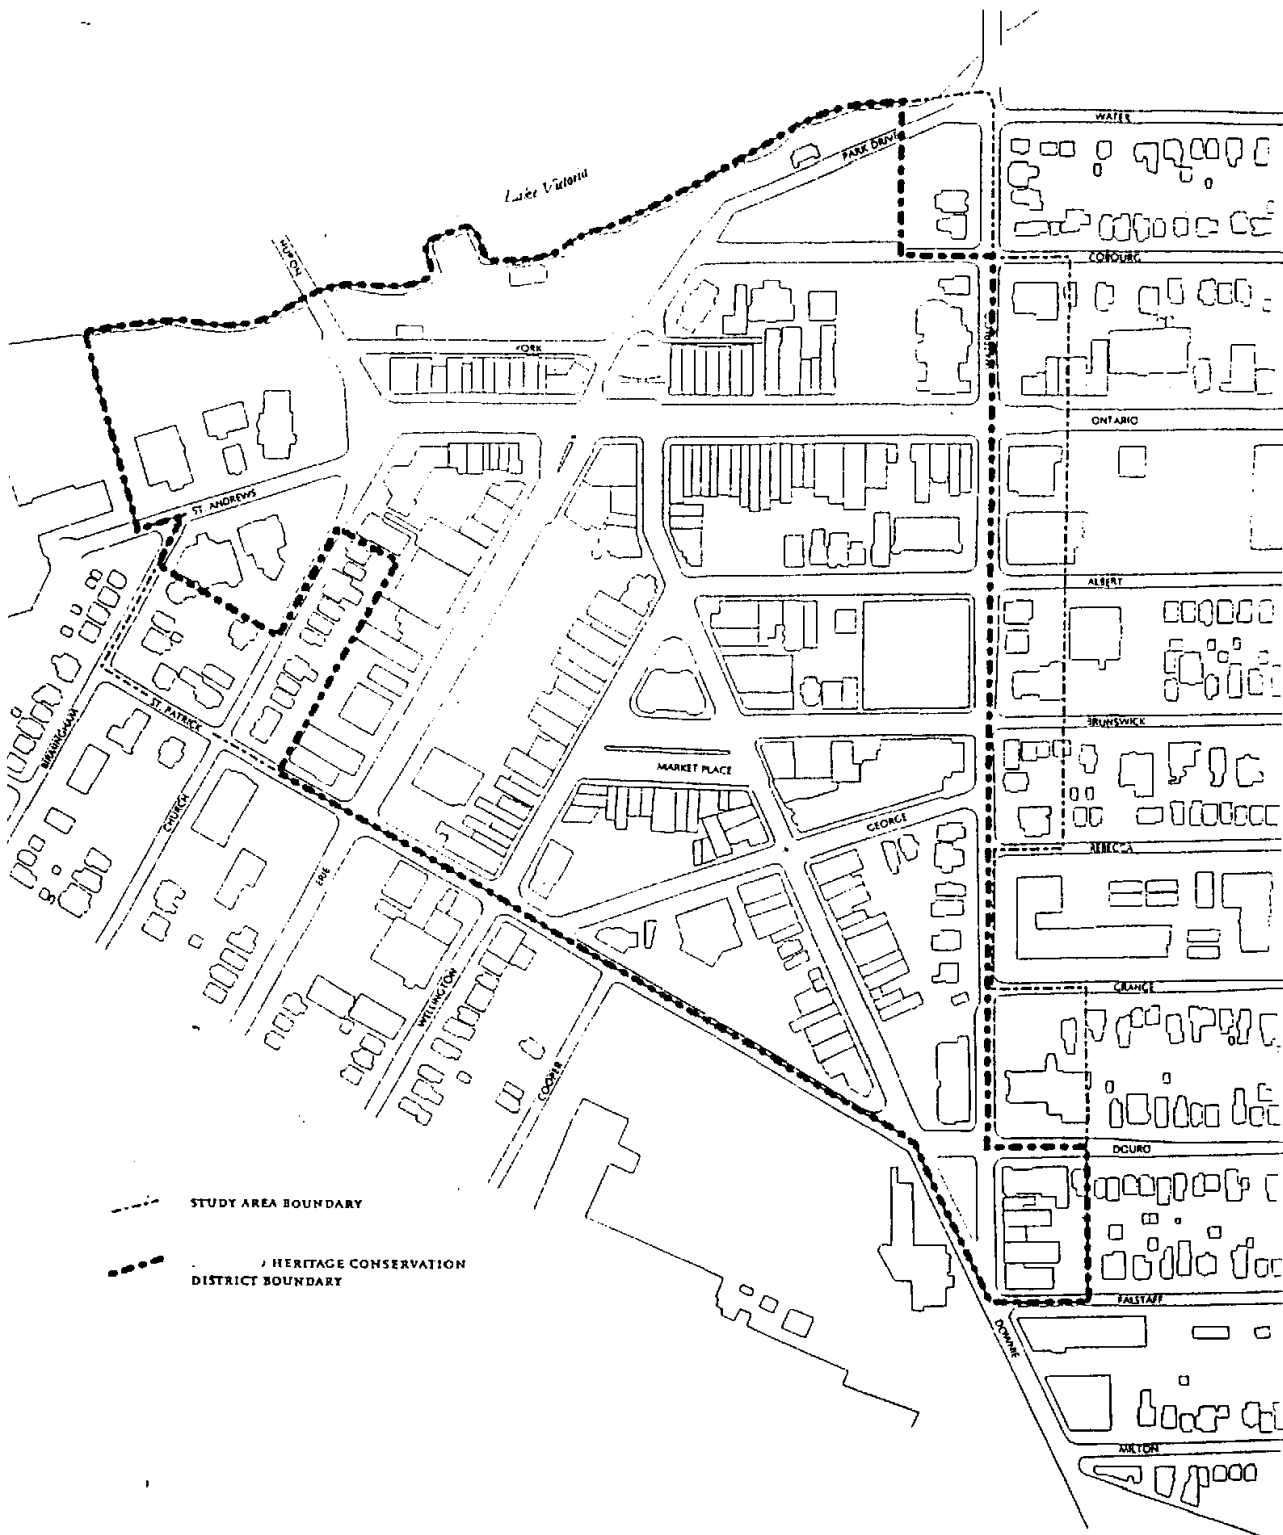 WATER
PARK DRIVE
Lake Victoria
HURON
COBOURG
YORK
ONTARIO
ST. ANDREWS
ALBERT
ST. PATRICK
BIRMINGHAM
BRUNSWICK
MARKET PLACE
CHURCH
GEORGE
REBECCA
ERIE
WELLINGTON
GRANGE
COOPER
DOURO
STUDY AREA BOUNDARY
HERITAGE CONSERVATION
DISTRICT BOUNDARY
FALSTAFF
DOWNIE
MILTON